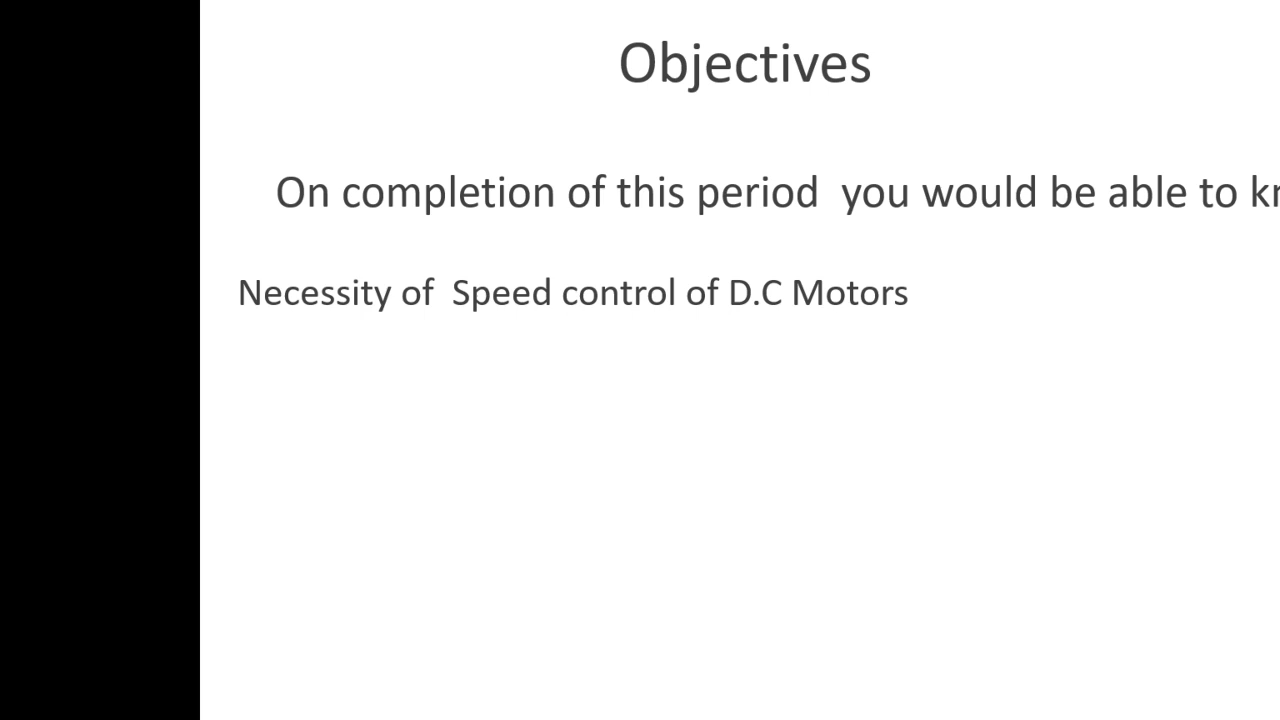 Objectives
On completion of this period  you would be able to
Necessity of  Speed control of D.C Motors